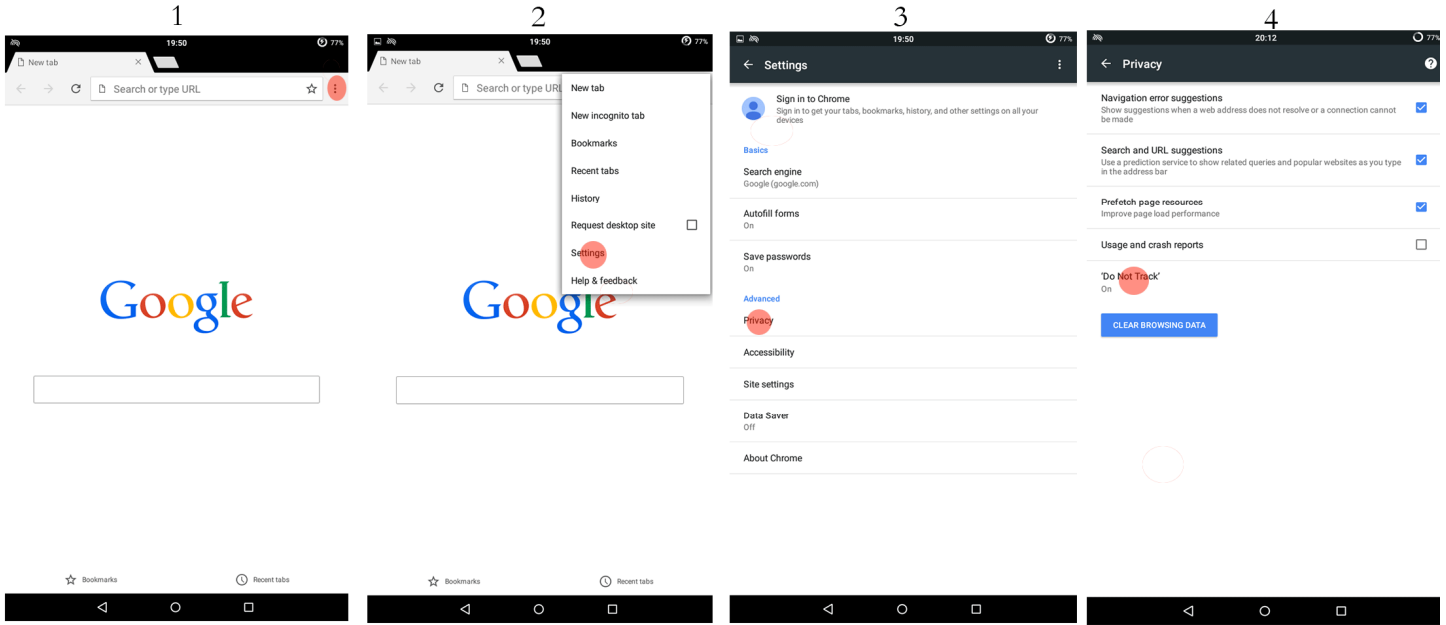 1
19:50
77%
New tab
Search or type URL
Google
Bookmarks
Recent tabs
2
19:50
77%
New tab
Search or type URL
New tab
New incognito tab
Bookmarks
Recent tabs
History
Request desktop site
Settings
Help & feedback
Google
Bookmarks
Recent tabs
3
19:50
77%
Settings
Sign in to Chrome
Sign in to get your tabs, bookmarks, history, and other settings on all your
devices
Basics
Search engine
Google (google.com)
Autofill forms
On
Save passwords
On
Advanced
Privacy
Accessibility
Site settings
Data Saver
Off
About Chrome
4
20:12
77%
Privacy
?
Navigation error suggestions
Show suggestions when a web address does not resolve or a connection cannot
be made
Search and URL suggestions
Use a prediction service to show related queries and popular websites as you type
in the address bar
Prefetch page resources
Improve page load performance
Usage and crash reports
'Do Not Track'
On
CLEAR BROWSING DATA